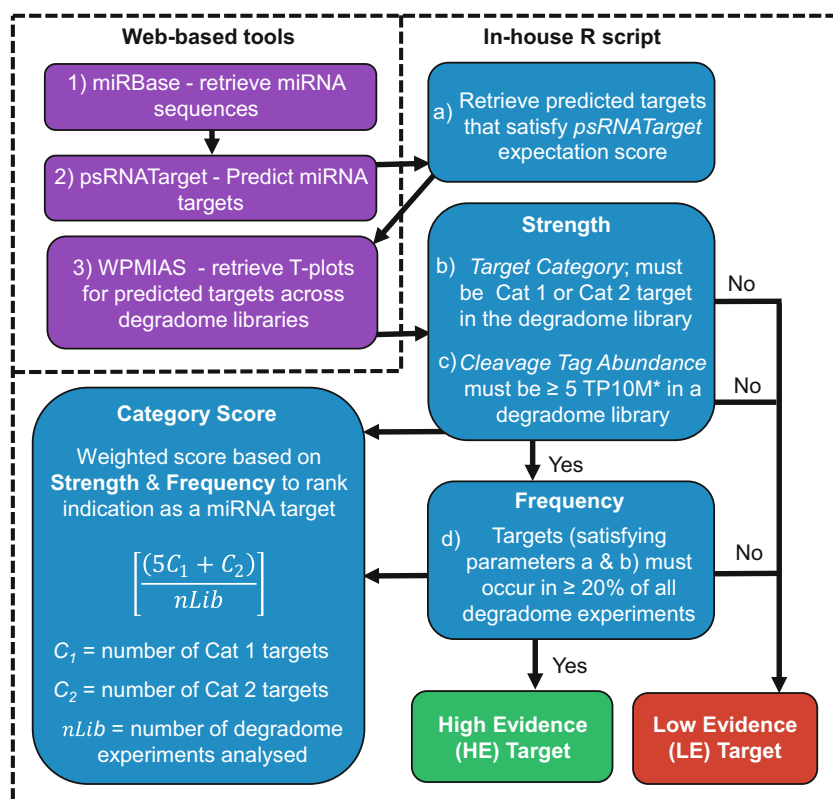 Web-based tools
1) miRBase - retrieve miRNA
sequences
2) psRNATarget - Predict miRNA
targets
3) WPMIAS - retrieve T-plots
for predicted targets across
degradome libraries
In-house R script
a) Retrieve predicted targets
that satisfy psRNATarget
expectation score
Strength
b) Target Category; must
be Cat 1 or Cat 2 target
in the degradome library
c) Cleavage Tag Abundance
must be ≥ 5 TP10M* in a
degradome library
No
No
Yes
Frequency
d) Targets (satisfying
parameters a & b) must
occur in ≥ 20% of all
degradome experiments
No
Yes
Category Score
Weighted score based on
Strength & Frequency to rank
indication as a miRNA target
[(5C₁ + C₂)
nLib]
C₁ = number of Cat 1 targets
C₂ = number of Cat 2 targets
nLib = number of degradome
experiments analysed
High Evidence
(HE) Target
Low Evidence
(LE) Target